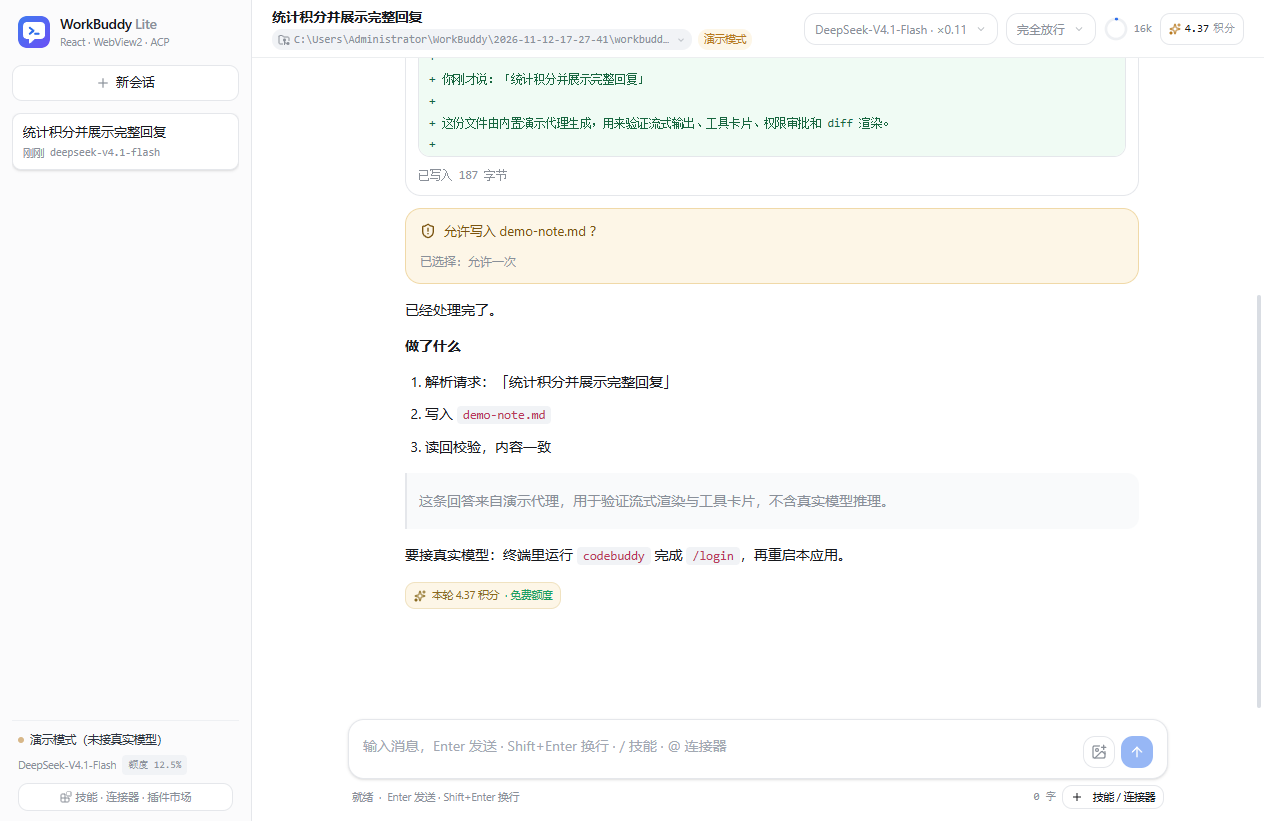 WorkBuddy Lite
React · WebView2 · ACP
+ 新会话
统计积分并展示完整回复
刚刚 deepseek-v4.1-flash
演示模式（未接真实模型）
DeepSeek-V4.1-Flash 额度 12.5%
技能 · 连接器 · 插件市场
统计积分并展示完整回复
C:\Users\Administrator\WorkBuddy\2026-11-12-17-27-41\workbudd… 演示模式
DeepSeek-V4.1-Flash · ×0.11
完全放行
16k
4.37 积分
+ 你刚才说：「统计积分并展示完整回复」
+
+ 这份文件由内置演示代理生成，用来验证流式输出、工具卡片、权限审批和 diff 渲染。
+
已写入 187 字节
允许写入 demo-note.md？
已选择：允许一次
已经处理完了。
做了什么
1. 解析请求：「统计积分并展示完整回复」
2. 写入 demo-note.md
3. 读回校验，内容一致
这条回答来自演示代理，用于验证流式渲染与工具卡片，不含真实模型推理。
要接真实模型：终端里运行 codebuddy 完成 /login ，再重启本应用。
本轮 4.37 积分 · 免费额度
输入消息，Enter 发送 · Shift+Enter 换行 · / 技能 · @ 连接器
就绪 · Enter 发送 · Shift+Enter 换行
0 字
+ 技能 / 连接器